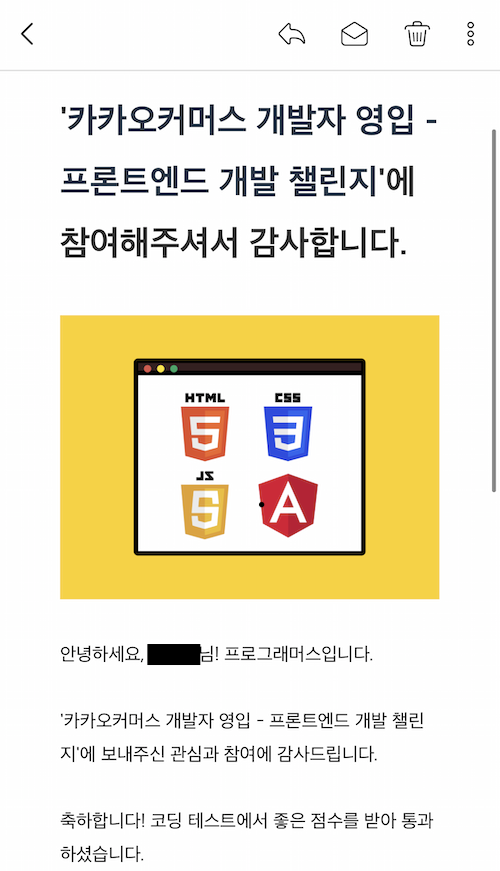 '카카오커머스 개발자 영입 -
프론트엔드 개발 챌린지'에
참여해주셔서 감사합니다.
HTML
CSS
5
3
JS
5
A
안녕하세요, 님! 프로그래머스입니다.
'카카오커머스 개발자 영입 - 프론트엔드 개발 챌린
지'에 보내주신 관심과 참여에 감사드립니다.
축하합니다! 코딩 테스트에서 좋은 점수를 받아 통과
하셨습니다.